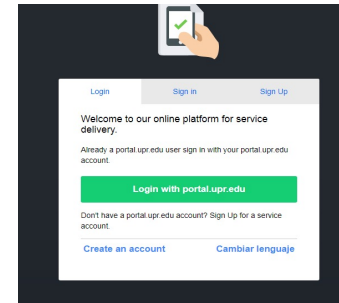 Login Sign in Sign Up
Welcome to our online platform for service
delivery.
Already a portal.upr.edu user sign in with your portal.upr.edu
account.
Login with portal.upr.edu
Don't have a portal.upr.edu account? Sign Up for a service
account.
Create an account Cambiar lenguaje